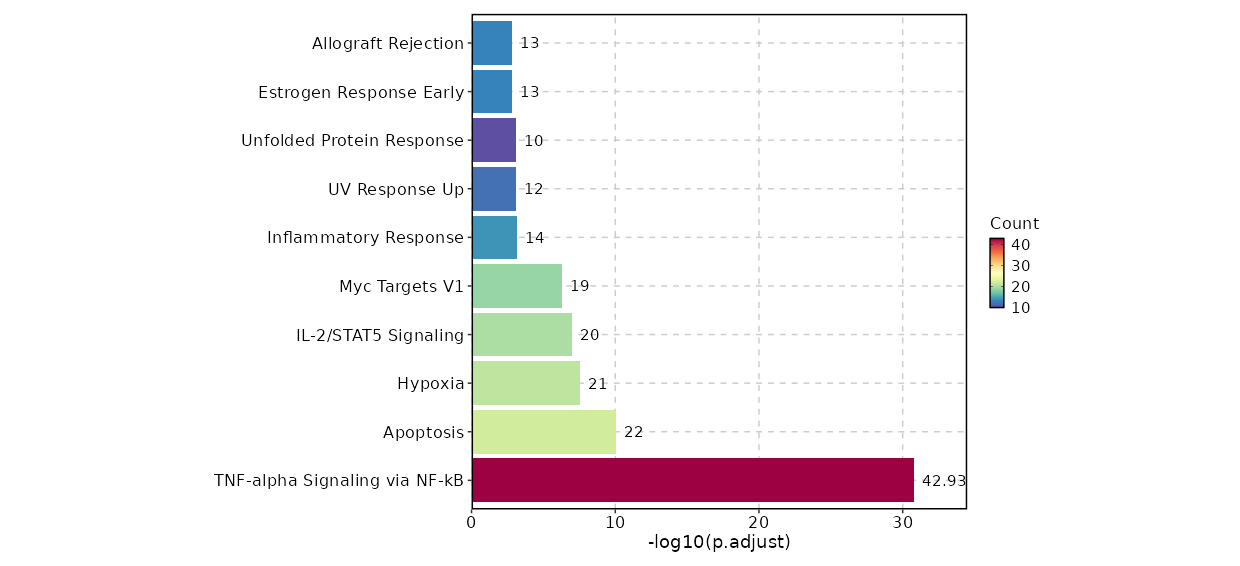 Allograft Rejection 13
Estrogen Response Early 13
Unfolded Protein Response 10
UV Response Up 12
Inflammatory Response 14
Myc Targets V1 19
IL-2/STAT5 Signaling 20
Hypoxia 21
Apoptosis 22
TNF-alpha Signaling via NF-kB 42.93
0 10 20 30
-log10(p.adjust)
Count
40
30
20
10